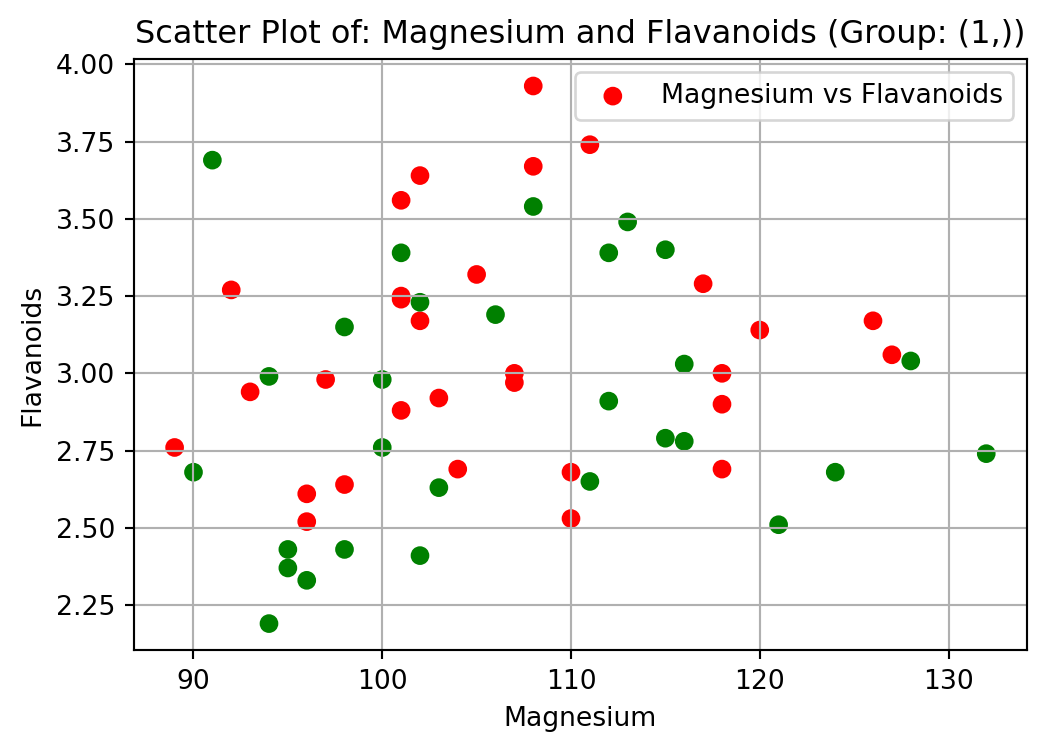 Scatter Plot of: Magnesium and Flavanoids (Group: (1,))
Magnesium vs Flavanoids
4.00
3.75
3.50
3.25
3.00
2.75
2.50
2.25
Flavanoids
90 100 110 120 130
Magnesium